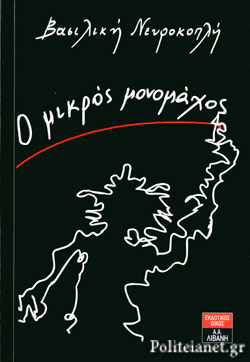 Βασιλική Νευροκοπλή
Ο μικρός μονομάχος
ΕΚΔΟΤΙΚΟΣ
ΟΙΚΟΣ
Α.Α.
ΛΙΒΑΝΗ
Politeianet.gr